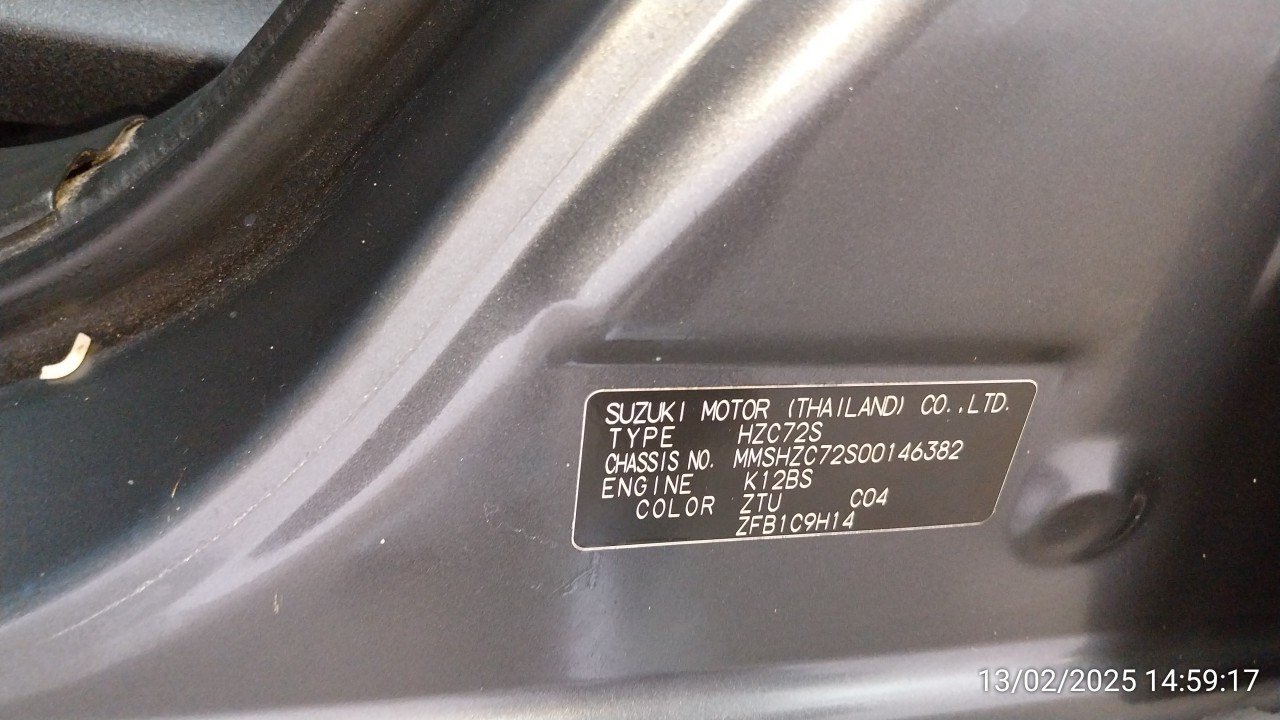 SUZUKI MOTOR (THAILAND) CO.,LTD.
TYPE HZC72S
CHASSIS NO. MMSHZC72S00146382
ENGINE K12BS
COLOR ZTU C04
ZFB1C9H14
13/02/2025 14:59:17